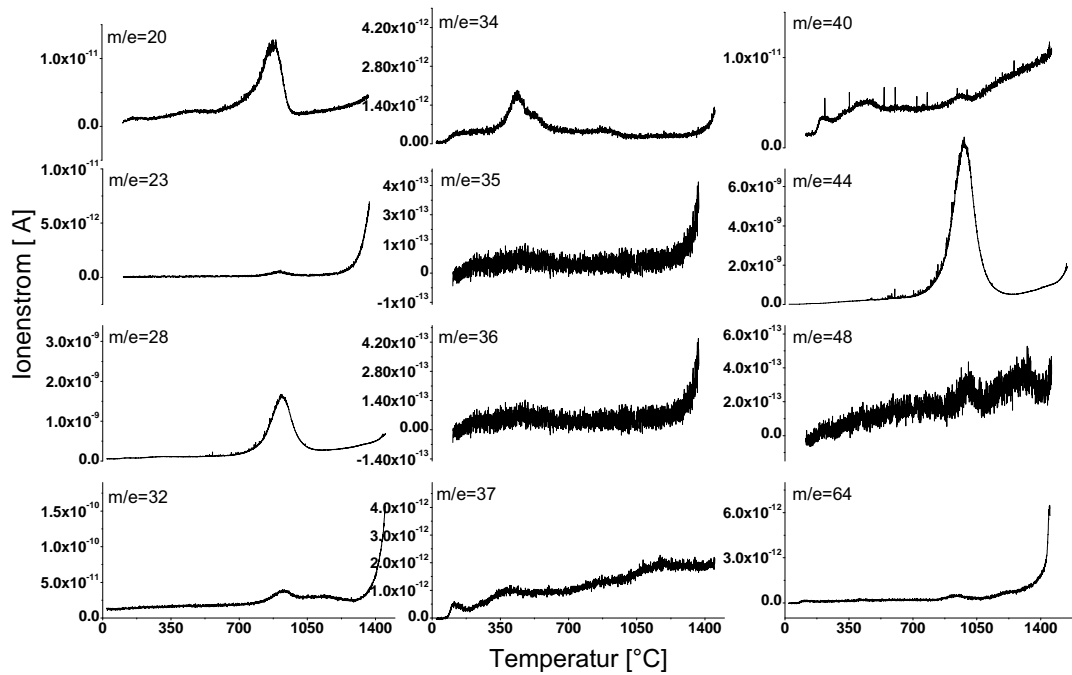 Ionenstrom [ A]
m/e=20
1.0x10⁻¹¹
0.0
m/e=23
1.0x10⁻¹¹
5.0x10⁻¹²
0.0
m/e=28
3.0x10⁻⁹
2.0x10⁻⁹
1.0x10⁻⁹
0.0
m/e=32
1.5x10⁻¹⁰
1.0x10⁻¹⁰
5.0x10⁻¹¹
0.0
0 350 700 1050 1400
m/e=34
4.20x10⁻¹²
2.80x10⁻¹²
1.40x10⁻¹²
0.00
m/e=35
4x10⁻¹³
3x10⁻¹³
1x10⁻¹³
0
-1x10⁻¹³
m/e=36
4.20x10⁻¹³
2.80x10⁻¹³
1.40x10⁻¹³
0.00
-1.40x10⁻¹³
m/e=37
4.0x10⁻¹²
3.0x10⁻¹²
2.0x10⁻¹²
1.0x10⁻¹²
0.0
0 350 700 1050 1400
m/e=40
1.0x10⁻¹¹
0.0
m/e=44
6.0x10⁻⁹
4.0x10⁻⁹
2.0x10⁻⁹
0.0
m/e=48
6.0x10⁻¹³
4.0x10⁻¹³
2.0x10⁻¹³
0.0
m/e=64
6.0x10⁻¹²
3.0x10⁻¹²
0.0
0 350 700 1050 1400
Temperatur [°C]